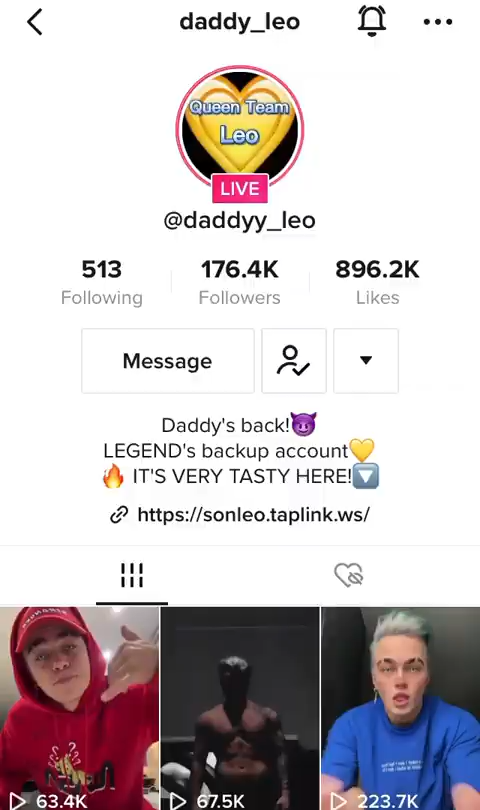 daddy_leo
Queen Team
Leo
LIVE
@daddyy_leo
513
Following
176.4K
Followers
896.2K
Likes
Message
Daddy's back!😈
LEGEND's backup account💛
🔥 IT'S VERY TASTY HERE!🔽
https://sonleo.taplink.ws/
63.4K
67.5K
223.7K